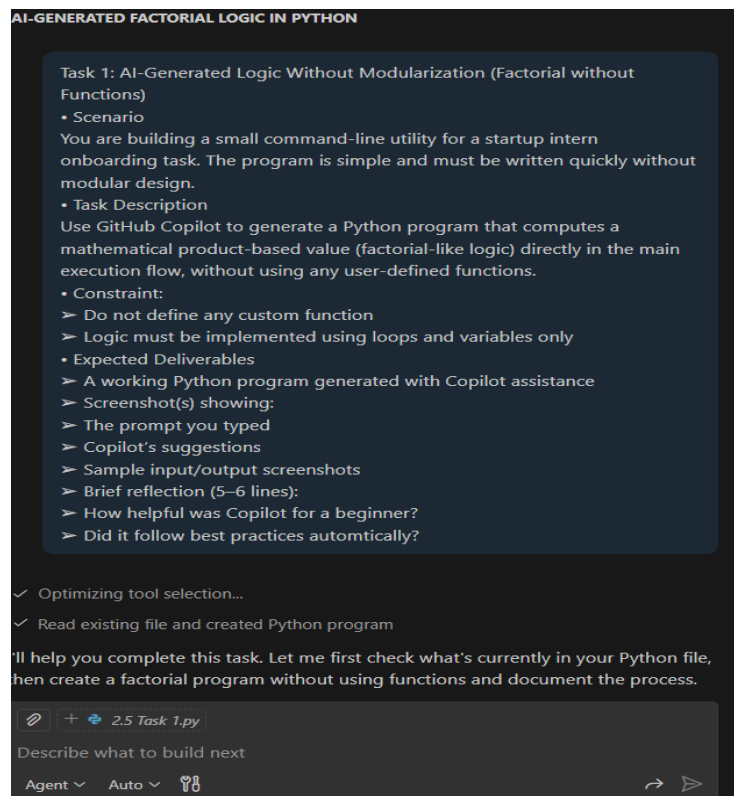 AI-GENERATED FACTORIAL LOGIC IN PYTHON
Task 1: AI-Generated Logic Without Modularization (Factorial without
Functions)
• Scenario
You are building a small command-line utility for a startup intern
onboarding task. The program is simple and must be written quickly without
modular design.
• Task Description
Use GitHub Copilot to generate a Python program that computes a
mathematical product-based value (factorial-like logic) directly in the main
execution flow, without using any user-defined functions.
• Constraint:
➢ Do not define any custom function
➢ Logic must be implemented using loops and variables only
• Expected Deliverables
➢ A working Python program generated with Copilot assistance
➢ Screenshot(s) showing:
➢ The prompt you typed
➢ Copilot’s suggestions
➢ Sample input/output screenshots
➢ Brief reflection (5–6 lines):
➢ How helpful was Copilot for a beginner?
➢ Did it follow best practices automtically?
Optimizing tool selection...
Read existing file and created Python program
'll help you complete this task. Let me first check what's currently in your Python file,
then create a factorial program without using functions and document the process.
2.5 Task 1.py
Describe what to build next
Agent Auto